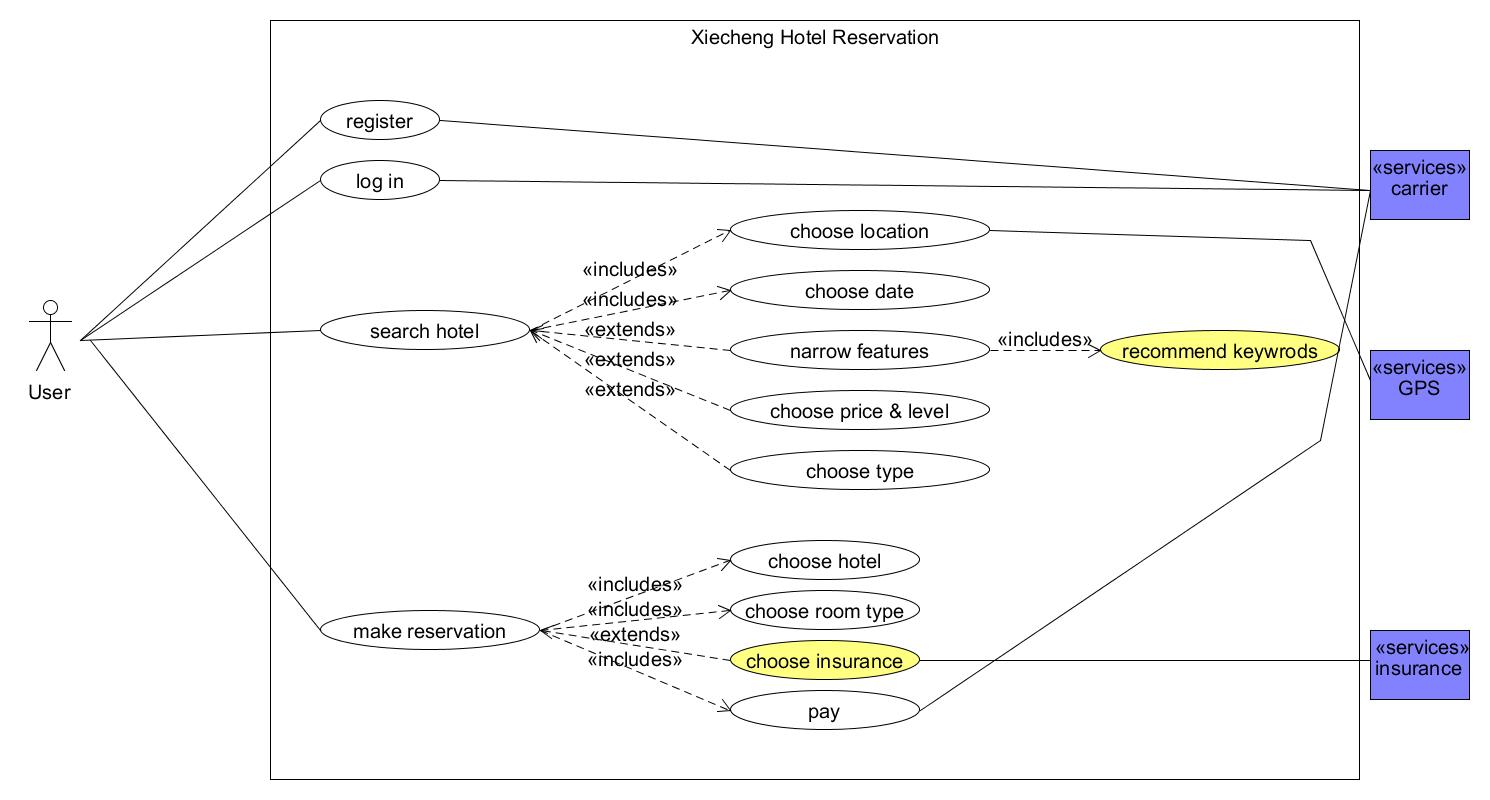 Xiecheng Hotel Reservation
register
log in
«services»
carrier
choose location
«includes»
choose date
«includes»
search hotel
«extends»
narrow features
«includes»
recommend keywrods
«extends»
«extends»
choose price & level
choose type
User
«services»
GPS
choose hotel
«includes»
«includes»
choose room type
make reservation
«extends»
«includes»
choose insurance
«services»
insurance
pay